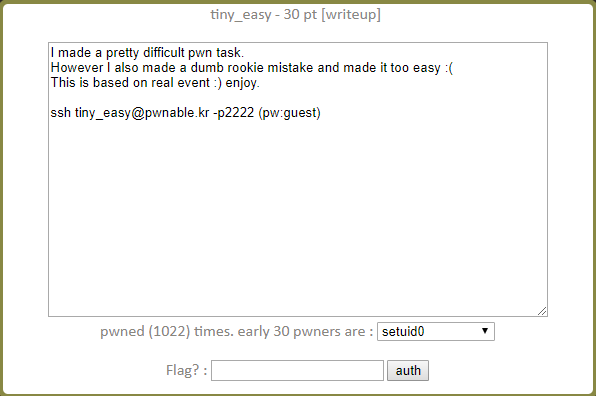 tiny_easy - 30 pt [writeup]
I made a pretty difficult pwn task.
However I also made a dumb rookie mistake and made it too easy :(
This is based on real event :) enjoy.
ssh tiny_easy@pwnable.kr -p2222 (pw:guest)
pwned (1022) times. early 30 pwners are : setuid0
Flag? : auth